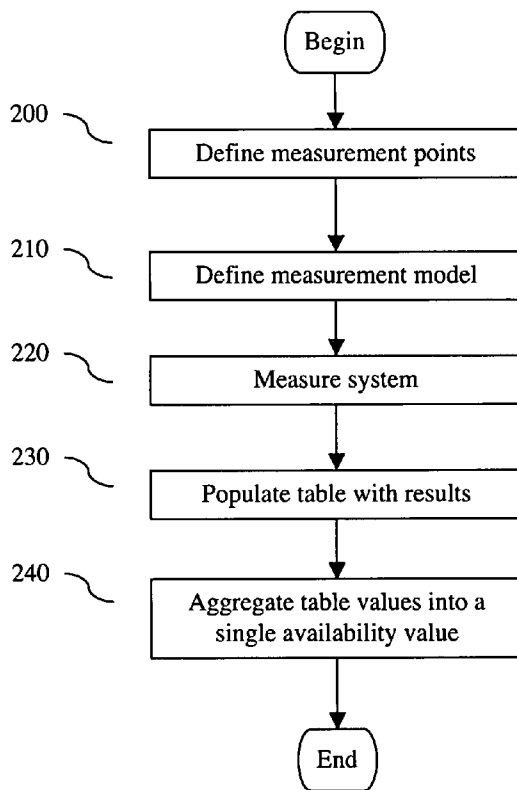 Begin
200
Define measurement points
210
Define measurement model
220
Measure system
230
Populate table with results
240
Aggregate table values into a
single availability value
End